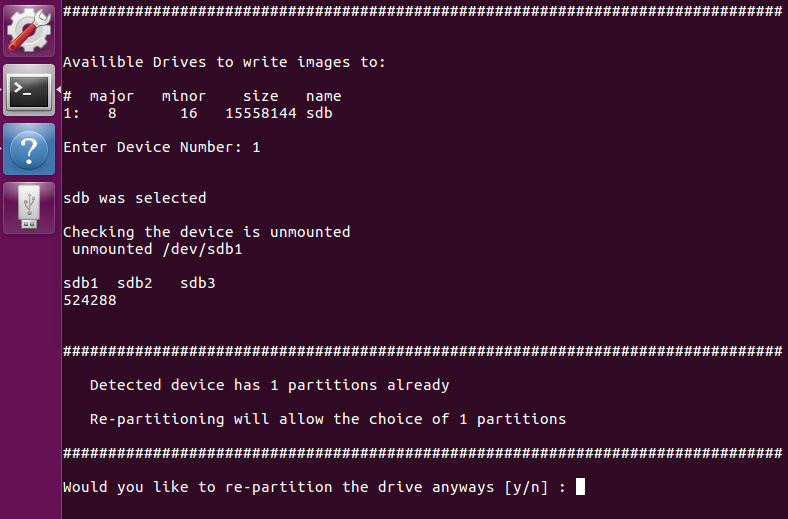 ################################################################################
Availible Drives to write images to:
#  major   minor    size   name
1:   8       16   15558144 sdb
Enter Device Number: 1
sdb was selected
Checking the device is unmounted
 unmounted /dev/sdb1
sdb1  sdb2   sdb3
524288
################################################################################
   Detected device has 1 partitions already
   Re-partitioning will allow the choice of 1 partitions
################################################################################
Would you like to re-partition the drive anyways [y/n] :